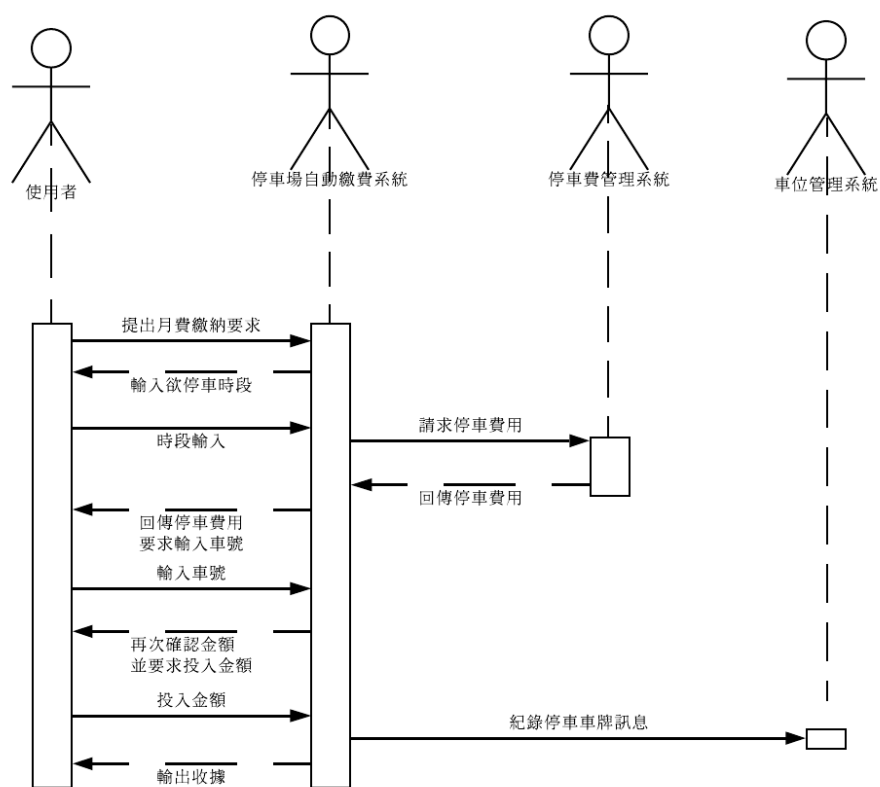 使用者
停車場自動繳費系統
停車費管理系統
車位管理系統
提出月費繳納要求
輸入欲停車時段
時段輸入
請求停車費用
回傳停車費用
回傳停車費用
要求輸入車號
輸入車號
再次確認金額
並要求投入金額
投入金額
紀錄停車車牌訊息
輸出收據